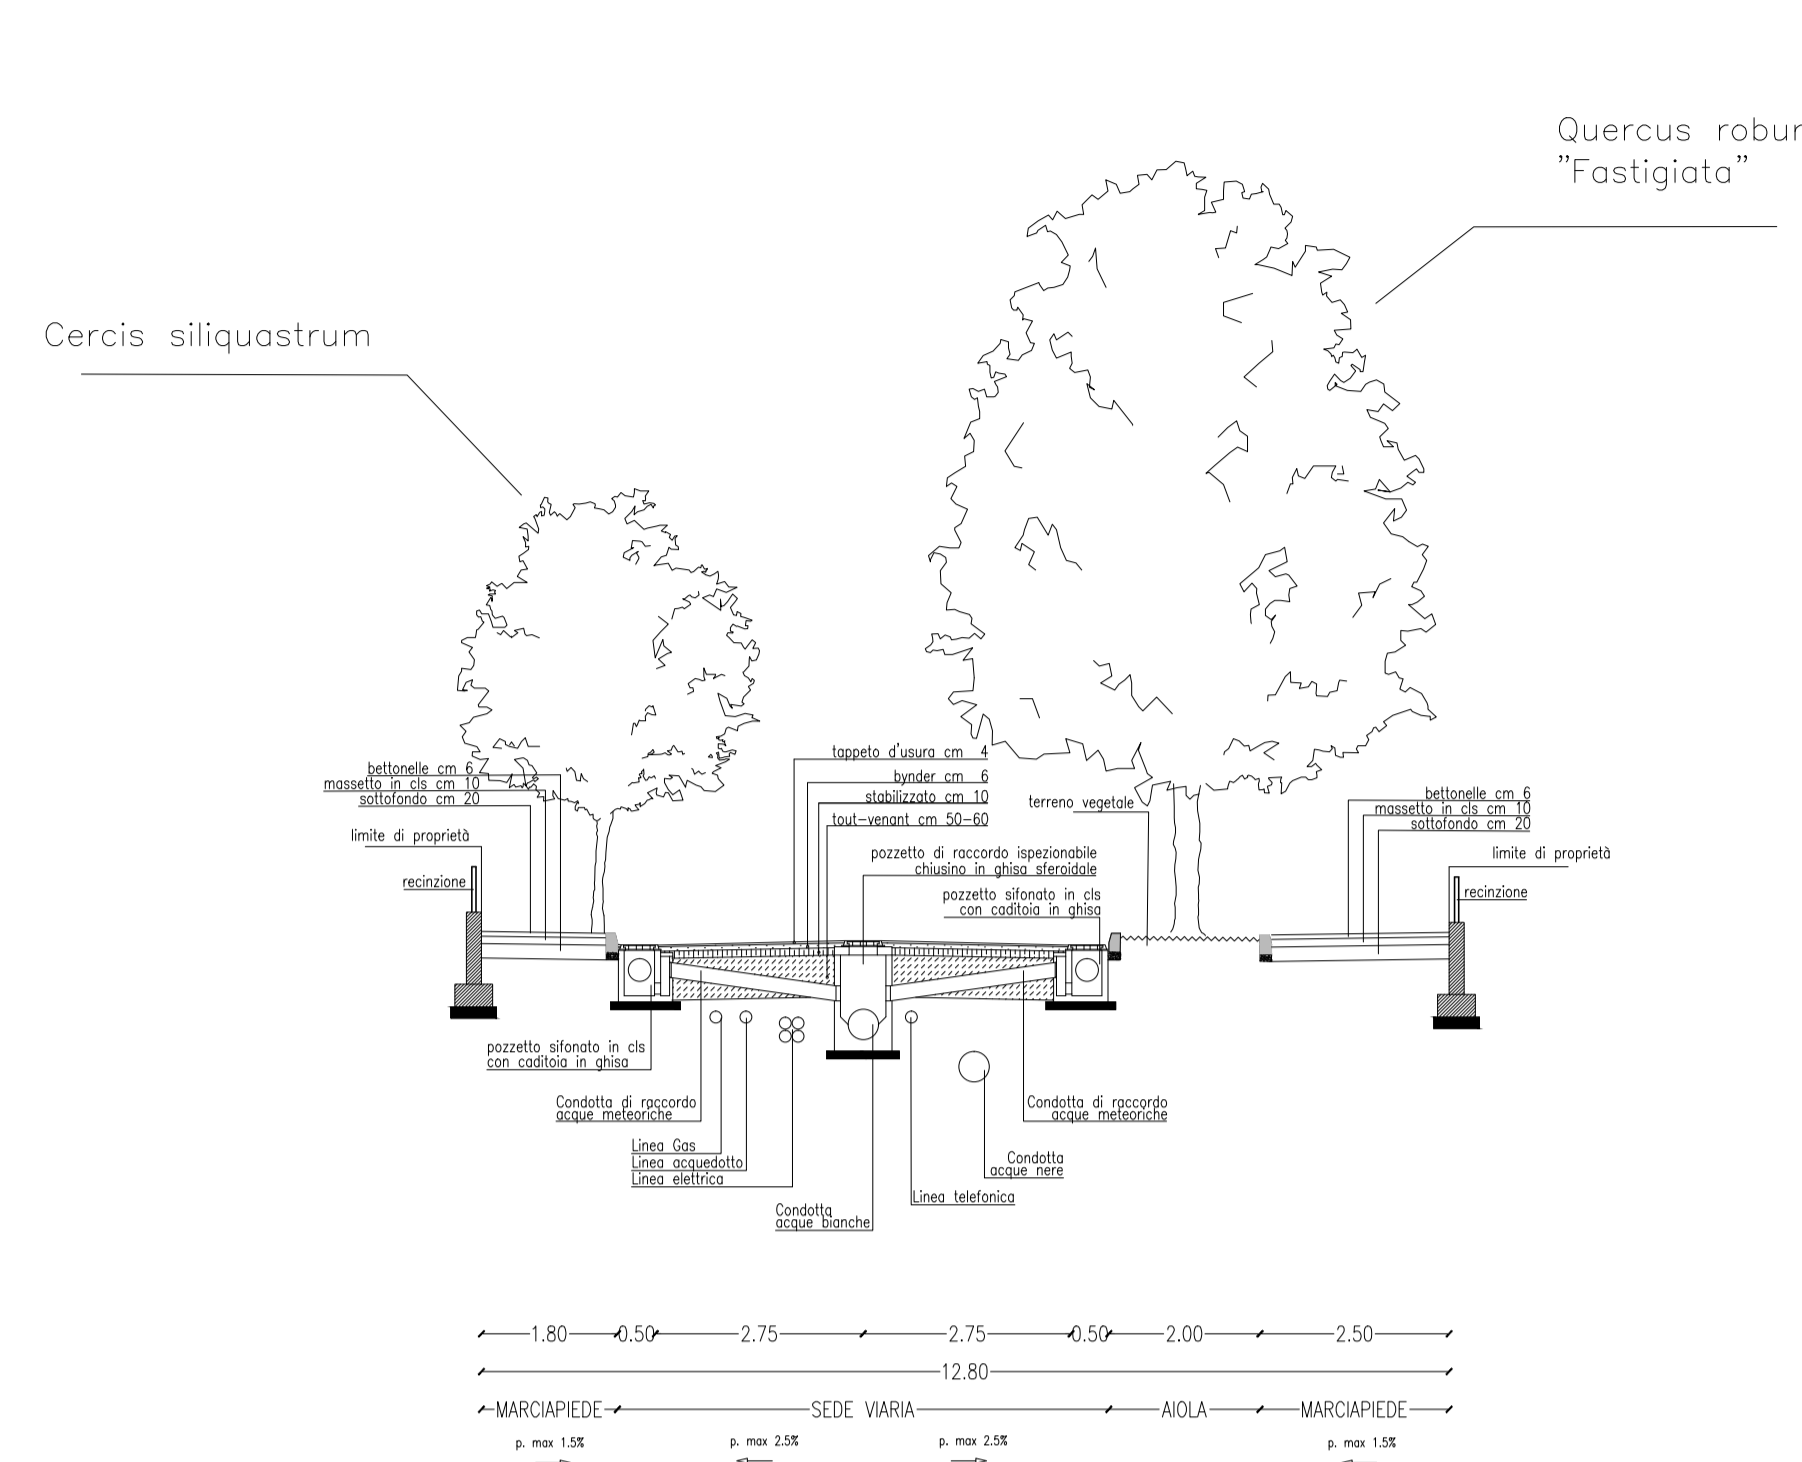 Quercus robur
"Fastigiata"
Cercis siliquastrum
tappeto d'usura cm 4
bynder cm 6
stabilizzato cm 10
tout-venant cm 50-60
bettonelle cm 6
massetto in cls cm 10
sottofondo cm 20
limite di proprietà
recinzione
terreno vegetale
pozzetto di raccordo ispezionabile
chiusino in ghisa sferoidale
pozzetto sifonato in cls
con caditoia in ghisa
bettonelle cm 6
massetto in cls cm 10
sottofondo cm 20
limite di proprietà
recinzione
pozzetto sifonato in cls
con caditoia in ghisa
Condotta di raccordo
acque meteoriche
Linea Gas
Linea acquedotto
Linea elettrica
Condotta
acque bianche
Linea telefonica
Condotta
acque nere
Condotta di raccordo
acque meteoriche
1.80 0.50 2.75 2.75 0.50 2.00 2.50
12.80
MARCIAPIEDE SEDE VIARIA AIOLA MARCIAPIEDE
p. max 1.5% p. max 2.5% p. max 2.5% p. max 1.5%